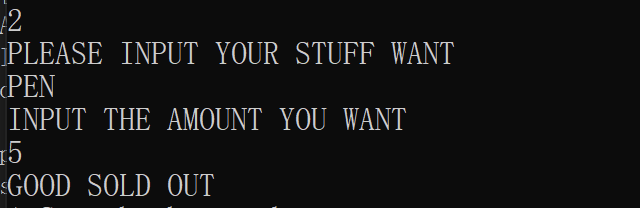 2
PLEASE INPUT YOUR STUFF WANT
PEN
INPUT THE AMOUNT YOU WANT
5
GOOD SOLD OUT